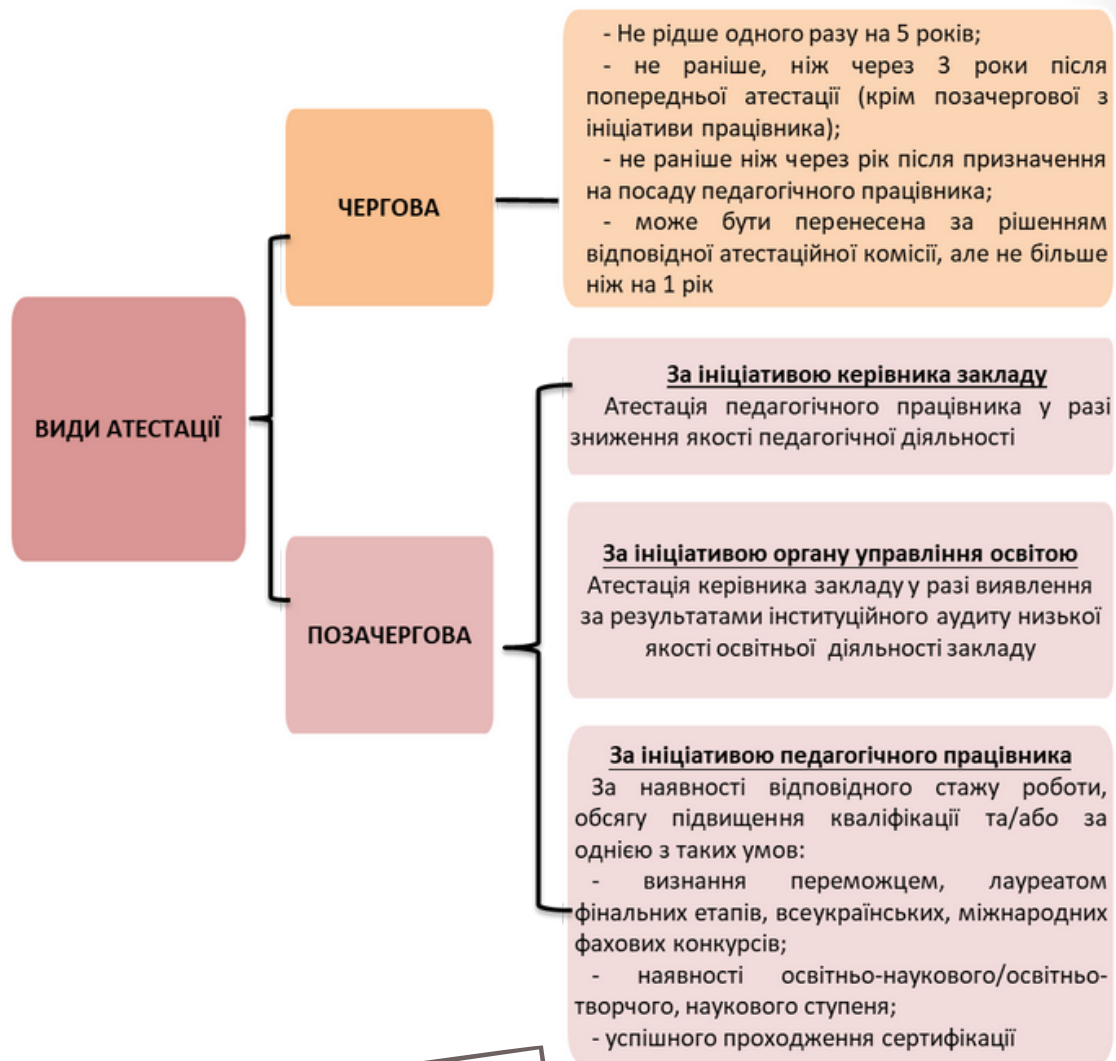 ВИДИ АТЕСТАЦІЇ
ЧЕРГОВА
- Не рідше одного разу на 5 років;
- не раніше, ніж через 3 роки після
попередньої атестації (крім позачергової з
ініціативи працівника);
- не раніше ніж через рік після призначення
на посаду педагогічного працівника;
- може бути перенесена за рішенням
відповідної атестаційної комісії, але не більше
ніж на 1 рік
ПОЗАЧЕРГОВА
За ініціативою керівника закладу
Атестація педагогічного працівника у разі
зниження якості педагогічної діяльності
За ініціативою органу управління освітою
Атестація керівника закладу у разі виявлення
за результатами інституційного аудиту низької
якості освітньої діяльності закладу
За ініціативою педагогічного працівника
За наявності відповідного стажу роботи,
обсягу підвищення кваліфікації та/або за
однією з таких умов:
- визнання переможцем, лауреатом
фінальних етапів, всеукраїнських, міжнародних
фахових конкурсів;
- наявності освітньо-наукового/освітньо-
творчого, наукового ступеня;
- успішного проходження сертифікації